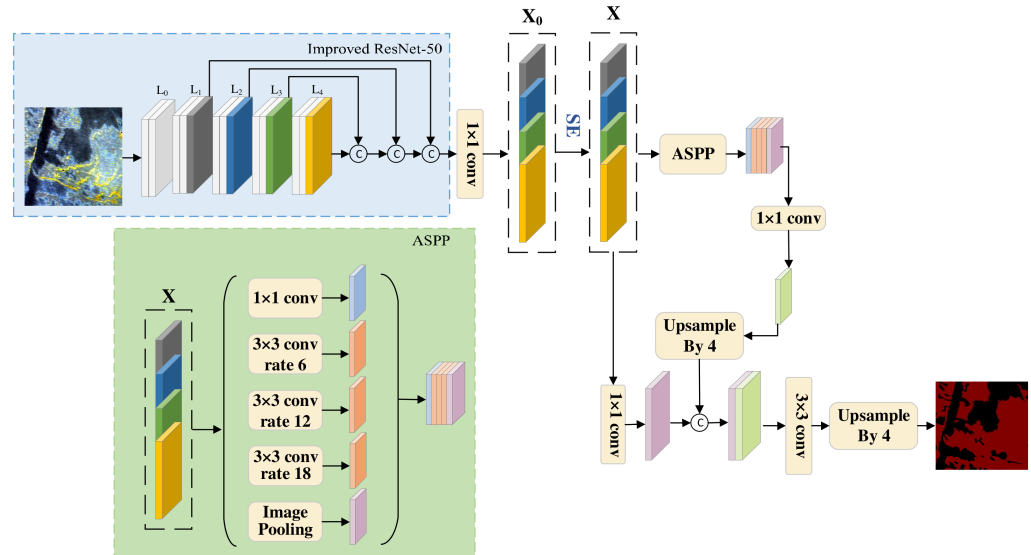 Improved ResNet-50
L0
L1
L2
L3
L4
C
C
C
1×1 conv
X0
SE
X
ASPP
1×1 conv
Upsample
By 4
1×1 conv
C
3×3 conv
Upsample
By 4
ASPP
X
1×1 conv
3×3 conv
rate 6
3×3 conv
rate 12
3×3 conv
rate 18
Image
Pooling